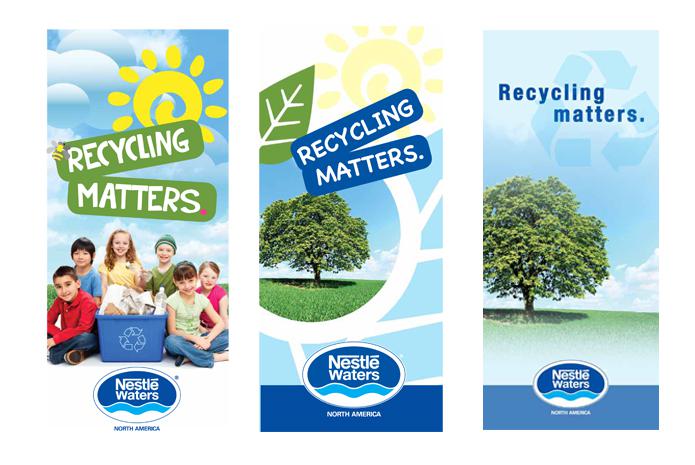 RECYCLING
MATTERS.
Nestlé
Waters
®
NORTH AMERICA
RECYCLING
MATTERS.
Nestlé
Waters
®
NORTH AMERICA
Recycling
matters.
Nestlé
Waters
NORTH AMERICA